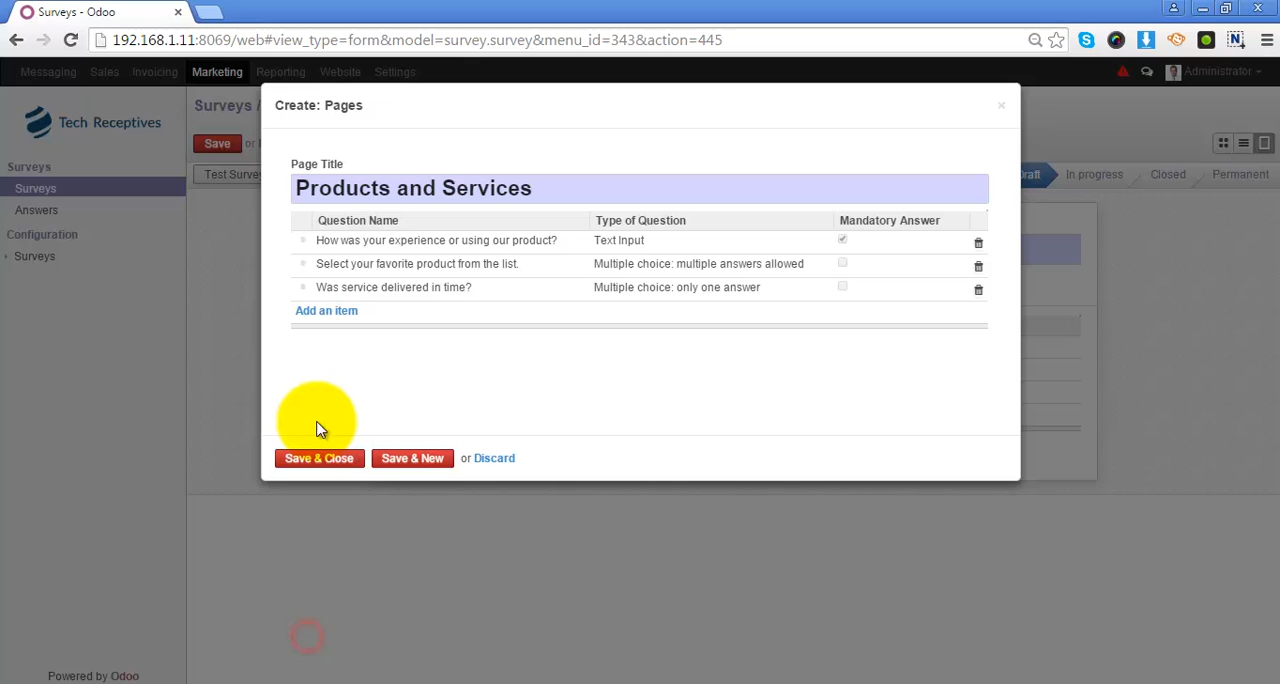 Surveys - Odoo
192.168.1.11:8069/web#view_type=form&model=survey.survey&menu_id=343&action=445
Messaging Sales Invoicing Marketing Reporting Website Settings Administrator
Tech Receptives
Surveys
Surveys
Answers
Configuration
Surveys
Powered by Odoo
Surveys /
Save or
Test Survey
Draft In progress Closed Permanent
Create: Pages
×
Page Title
Products and Services
Question Name Type of Question Mandatory Answer
How was your experience or using our product? Text Input
Select your favorite product from the list. Multiple choice: multiple answers allowed
Was service delivered in time? Multiple choice: only one answer
Add an item
Save & Close Save & New or Discard